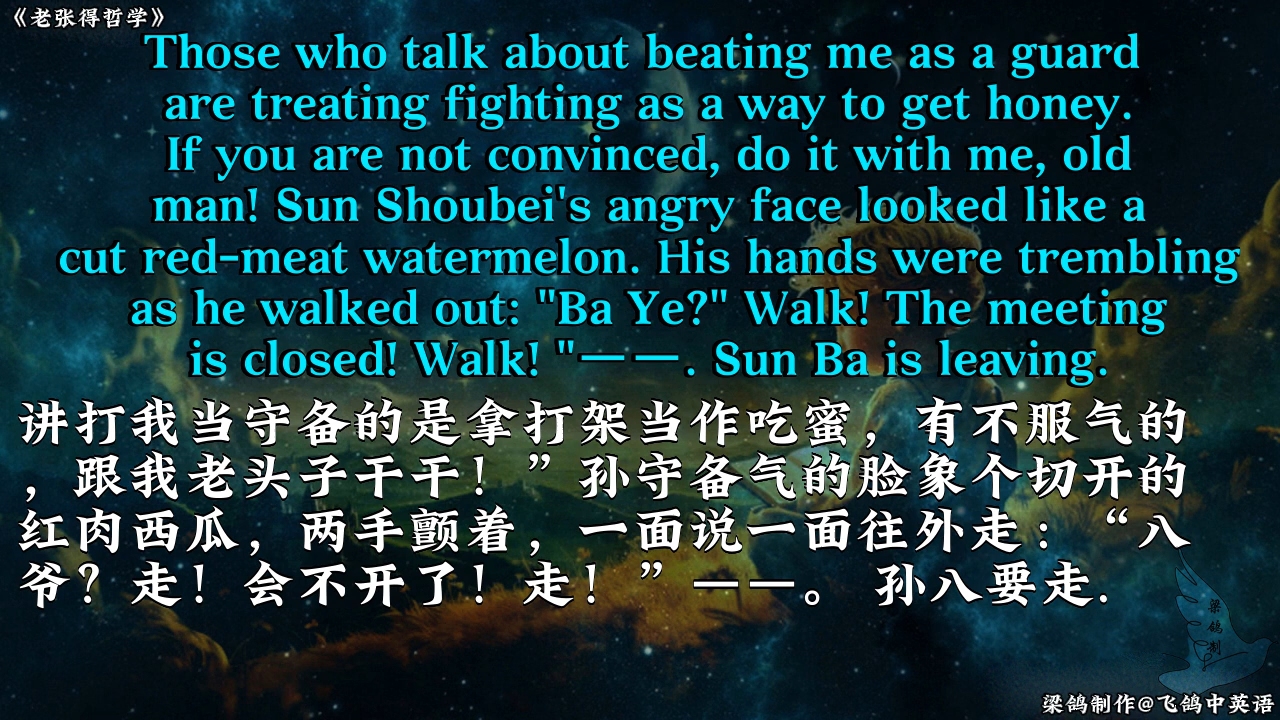 《老张得哲学》
Those who talk about beating me as a guard
are treating fighting as a way to get honey.
If you are not convinced, do it with me, old
man! Sun Shoubei's angry face looked like a
cut red-meat watermelon. His hands were trembling
as he walked out: "Ba Ye?" Walk! The meeting
is closed! Walk! "——. Sun Ba is leaving.
讲打我当守备的是拿打架当作吃蜜，有不服气的
，跟我老头子干干！”孙守备气的脸象个切开的
红肉西瓜，两手颤着，一面说一面往外走：“八
爷？走！会不开了！走！”——。 孙八要走.
梁鸽制
梁鸽制作@飞鸽中英语